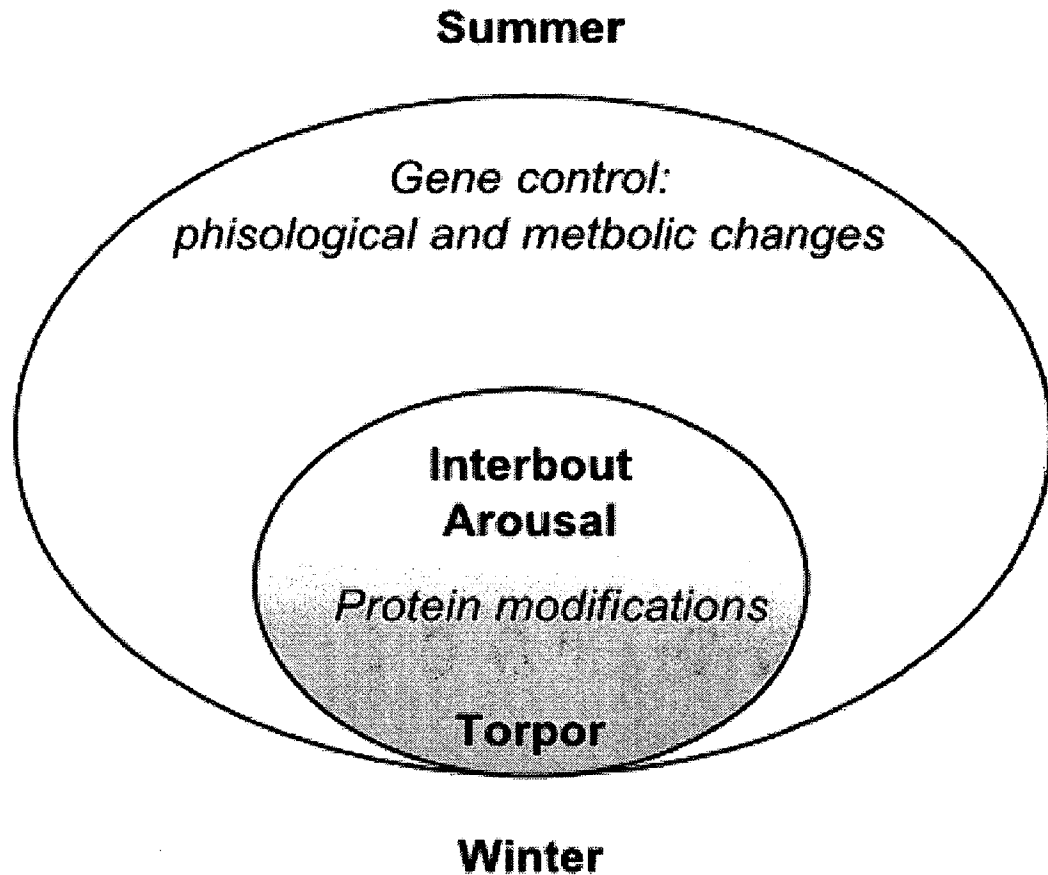 Summer
Gene control:
phisological and metbolic changes
Interbout
Arousal
Protein modifications
Torpor
Winter